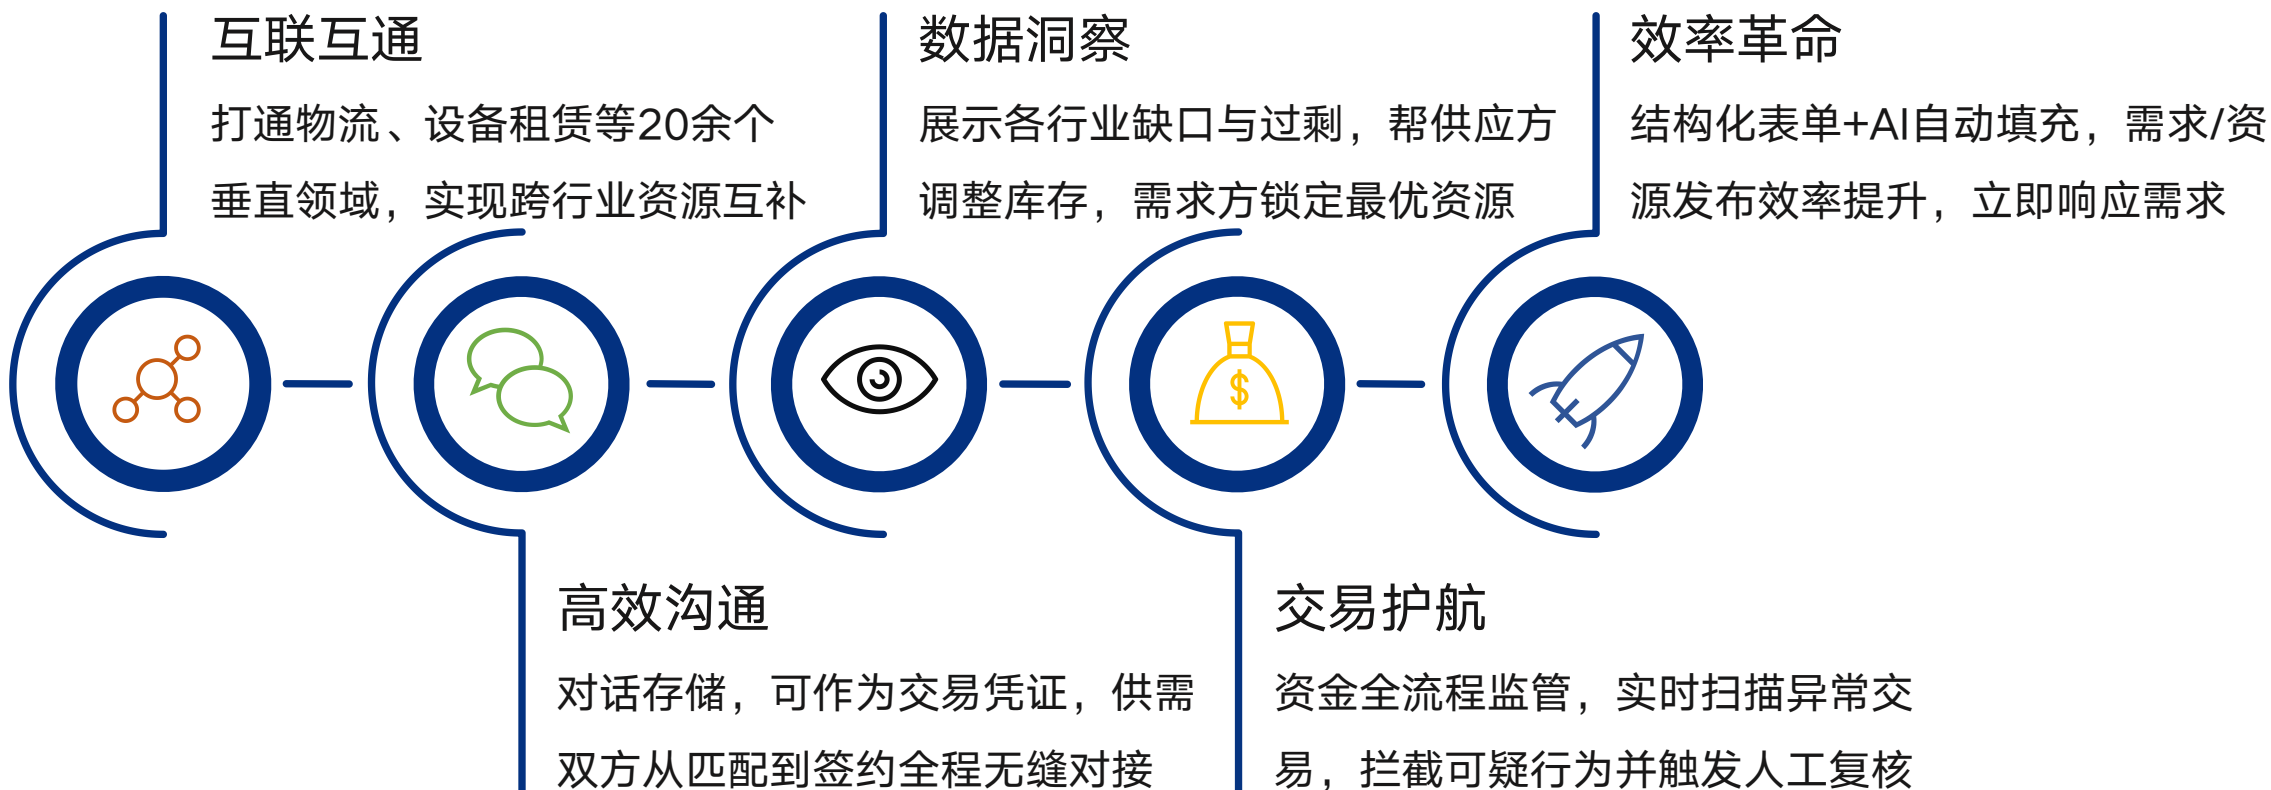 互联互通
打通物流、设备租赁等20余个
垂直领域，实现跨行业资源互补
高效沟通
对话存储，可作为交易凭证，供需
双方从匹配到签约全程无缝对接
数据洞察
展示各行业缺口与过剩，帮供应方
调整库存，需求方锁定最优资源
交易护航
资金全流程监管，实时扫描异常交
易，拦截可疑行为并触发人工复核
效率革命
结构化表单+AI自动填充，需求/资
源发布效率提升，立即响应需求